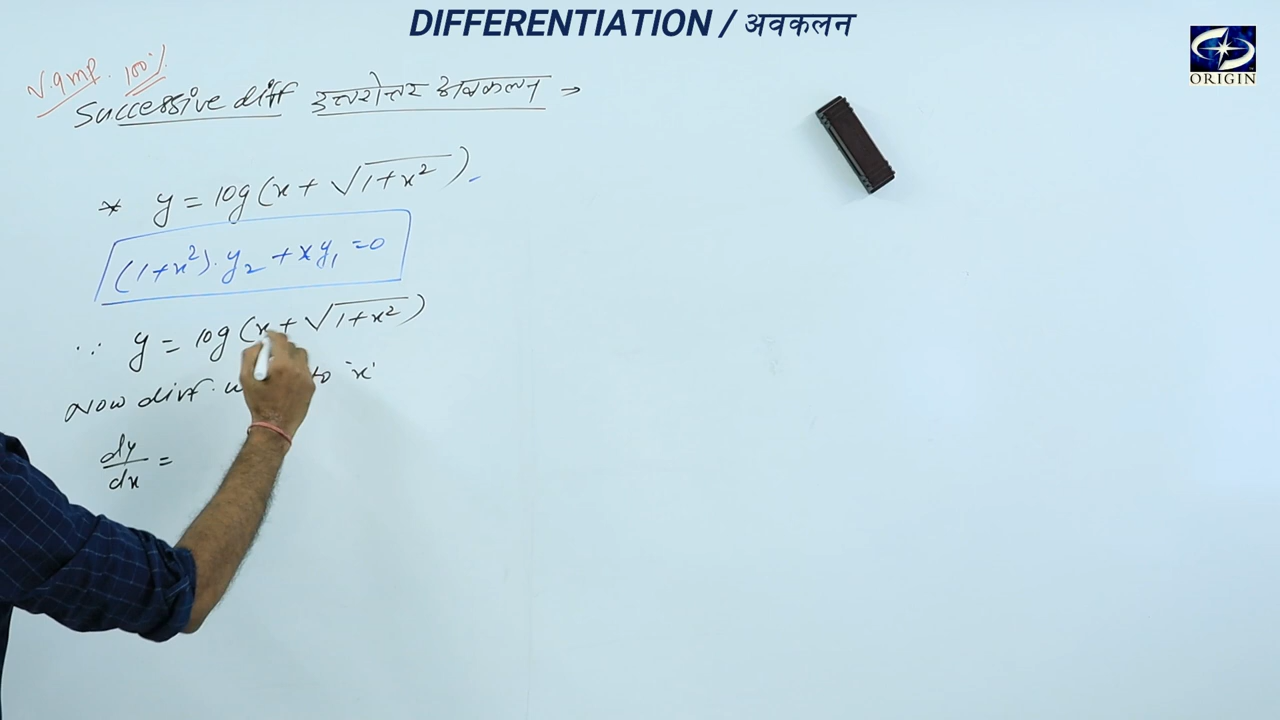 DIFFERENTIATION / अवकलन
ORIGIN
V. Imp. 100%
Successive diff उत्तरोत्तर अवकलन →
* y = log(x + √1+x²)
(1+x²).y₂ + xy₁ = 0
∵ y = log(x + √1+x²)
Now diff. to 'x'
dy/dx =